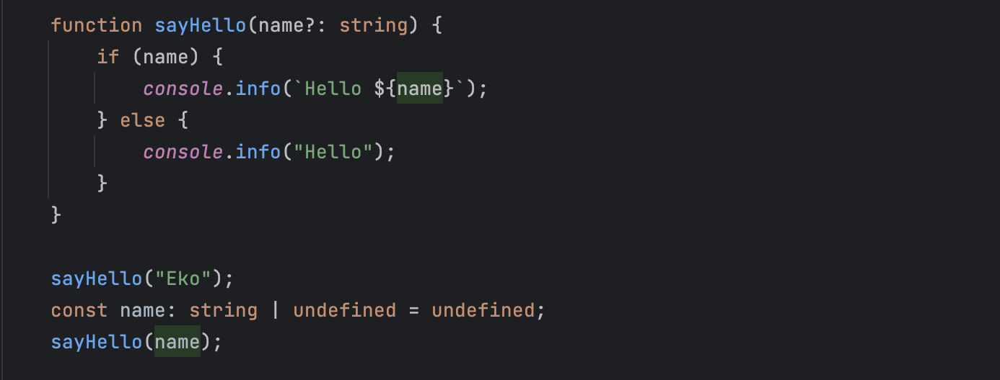 function sayHello(name?: string) {
    if (name) {
        console.info(`Hello ${name}`);
    } else {
        console.info("Hello");
    }
}

sayHello("Eko");
const name: string | undefined = undefined;
sayHello(name);